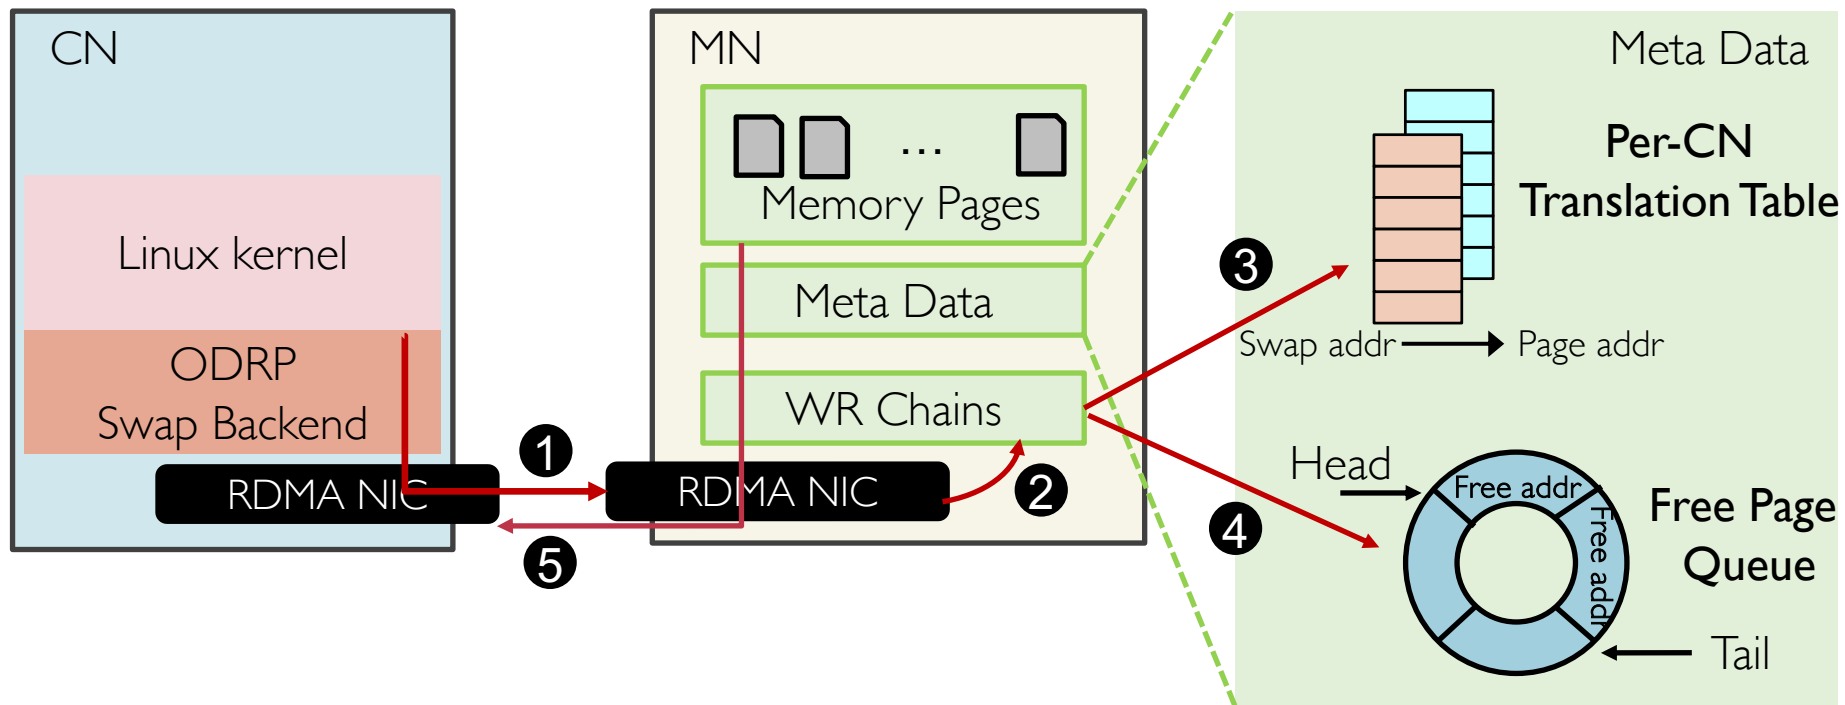 CN
Linux kernel
ODRP
Swap Backend
RDMA NIC
1
5
MN
...
Memory Pages
Meta Data
WR Chains
RDMA NIC
2
3
4
Meta Data
Per-CN
Translation Table
Swap addr
Page addr
Head
Free addr
Free addr
Free Page
Queue
Tail